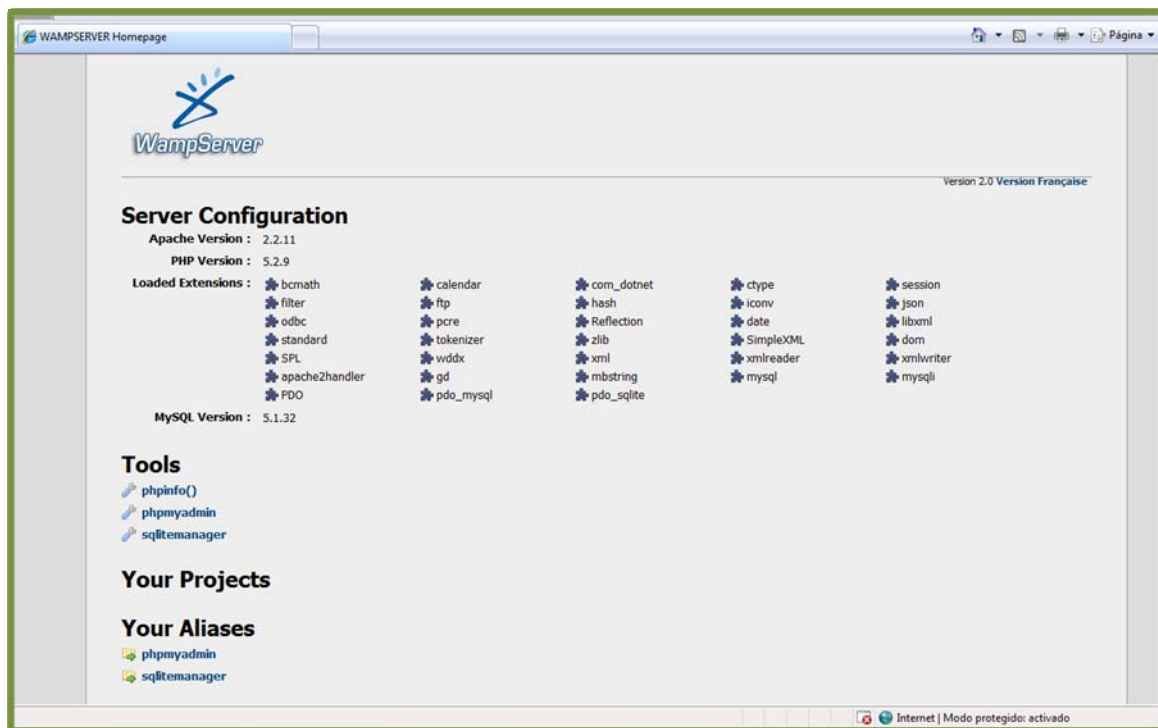 WAMPSERVER Homepage
Página
WampServer
Version 2.0 Version Française
Server Configuration
Apache Version : 2.2.11
PHP Version : 5.2.9
Loaded Extensions : bcmath calendar com_dotnet ctype session
filter ftp hash iconv json
odbc pcre Reflection date libxml
standard tokenizer zlib SimpleXML dom
SPL wddx xml xmlreader xmlwriter
apache2handler gd mbstring mysql mysqli
PDO pdo_mysql pdo_sqlite
MySQL Version : 5.1.32
Tools
phpinfo()
phpmyadmin
sqlitemanager
Your Projects
Your Aliases
phpmyadmin
sqlitemanager
Internet | Modo protegido: activado